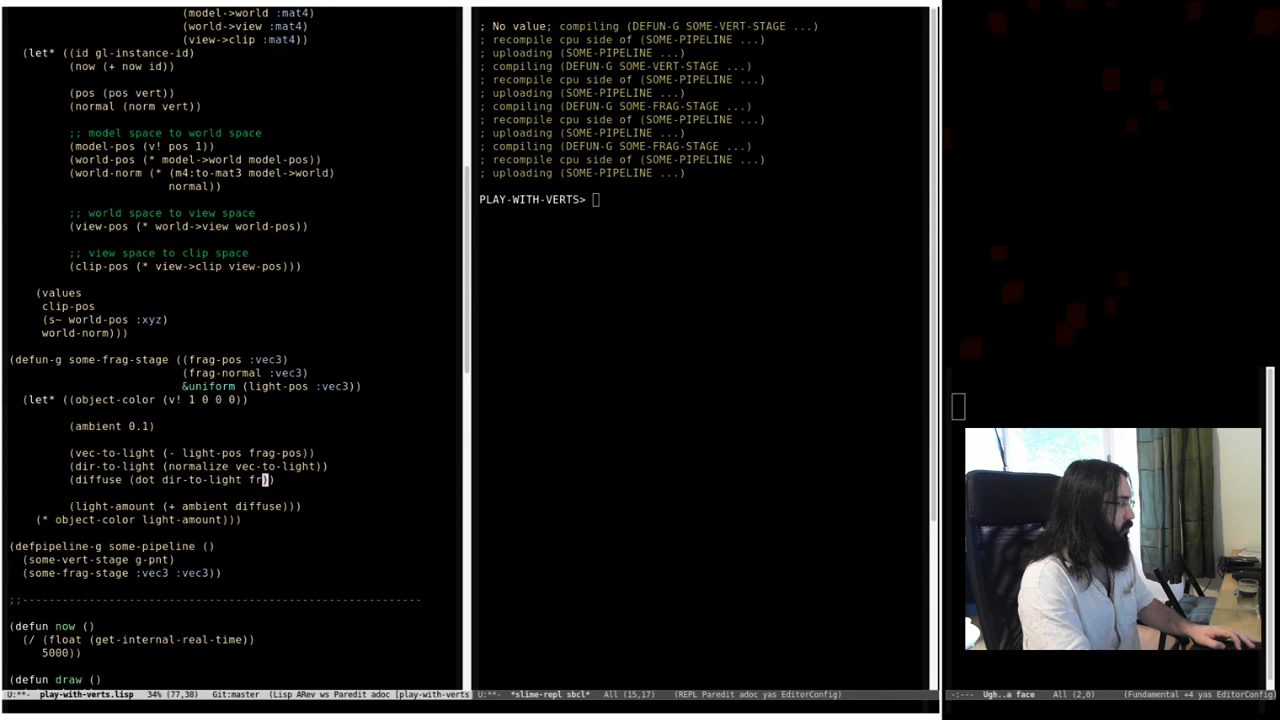 (model->world :mat4)
(world->view :mat4)
(view->clip :mat4))
(let* ((id gl-instance-id)
(now (+ now id))
(pos (pos vert))
(normal (norm vert))
;; model space to world space
(model-pos (v! pos 1))
(world-pos (* model->world model-pos))
(world-norm (* (m4:to-mat3 model->world)
normal))
;; world space to view space
(view-pos (* world->view world-pos))
;; view space to clip space
(clip-pos (* view->clip view-pos)))
(values
clip-pos
(s~ world-pos :xyz)
world-norm)))
(defun-g some-frag-stage ((frag-pos :vec3)
(frag-normal :vec3)
&uniform (light-pos :vec3))
(let* ((object-color (v! 1 0 0 0))
(ambient 0.1)
(vec-to-light (- light-pos frag-pos))
(dir-to-light (normalize vec-to-light))
(diffuse (dot dir-to-light fr))
(light-amount (+ ambient diffuse)))
(* object-color light-amount)))
(defpipeline-g some-pipeline ()
(some-vert-stage g-pnt)
(some-frag-stage :vec3 :vec3))
;;------------------------------------------------------------
(defun now ()
(/ (float (get-internal-real-time))
5000))
(defun draw ()
U:**- play-with-verts.lisp 34% (77,38) Git:master (Lisp ARev ws Paredit adoc [play-with-verts
; No value; compiling (DEFUN-G SOME-VERT-STAGE ...)
; recompile cpu side of (SOME-PIPELINE ...)
; uploading (SOME-PIPELINE ...)
; compiling (DEFUN-G SOME-VERT-STAGE ...)
; recompile cpu side of (SOME-PIPELINE ...)
; uploading (SOME-PIPELINE ...)
; compiling (DEFUN-G SOME-FRAG-STAGE ...)
; recompile cpu side of (SOME-PIPELINE ...)
; uploading (SOME-PIPELINE ...)
; compiling (DEFUN-G SOME-FRAG-STAGE ...)
; recompile cpu side of (SOME-PIPELINE ...)
; uploading (SOME-PIPELINE ...)
PLAY-WITH-VERTS>
U:**- *slime-repl sbcl* All (15,17) (REPL Paredit adoc yas EditorConfig)
-:--- Ugh..a face All (2,0) (Fundamental +4 yas EditorConfig)